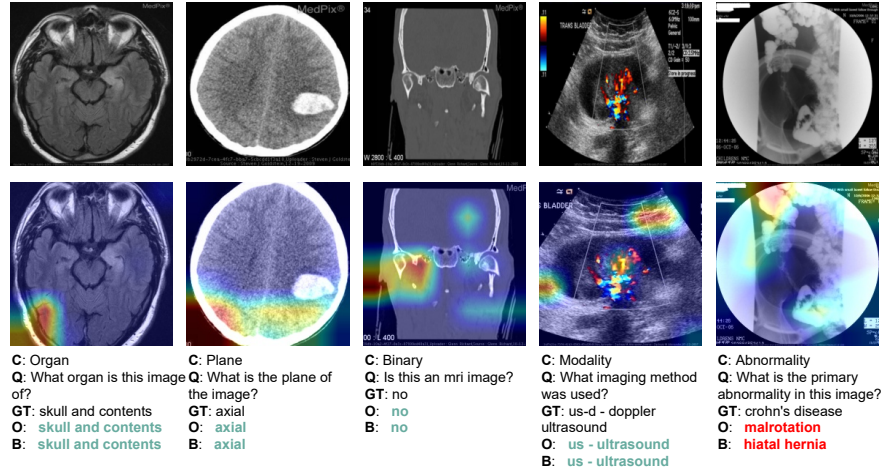 MedPix®
34
W 2800 : L 400
TRANS BLADDER
MedPi
L 400
BLADDER
C: Organ
Q: What organ is this image of?
GT: skull and contents
O: skull and contents
B: skull and contents
C: Plane
Q: What is the plane of
the image?
GT: axial
O: axial
B: axial
C: Binary
Q: Is this an mri image?
GT: no
O: no
B: no
C: Modality
Q: What imaging method
was used?
GT: us-d - doppler
ultrasound
O: us - ultrasound
B: us - ultrasound
C: Abnormality
Q: What is the primary
abnormality in this image?
GT: crohn's disease
O: malrotation
B: hiatal hernia